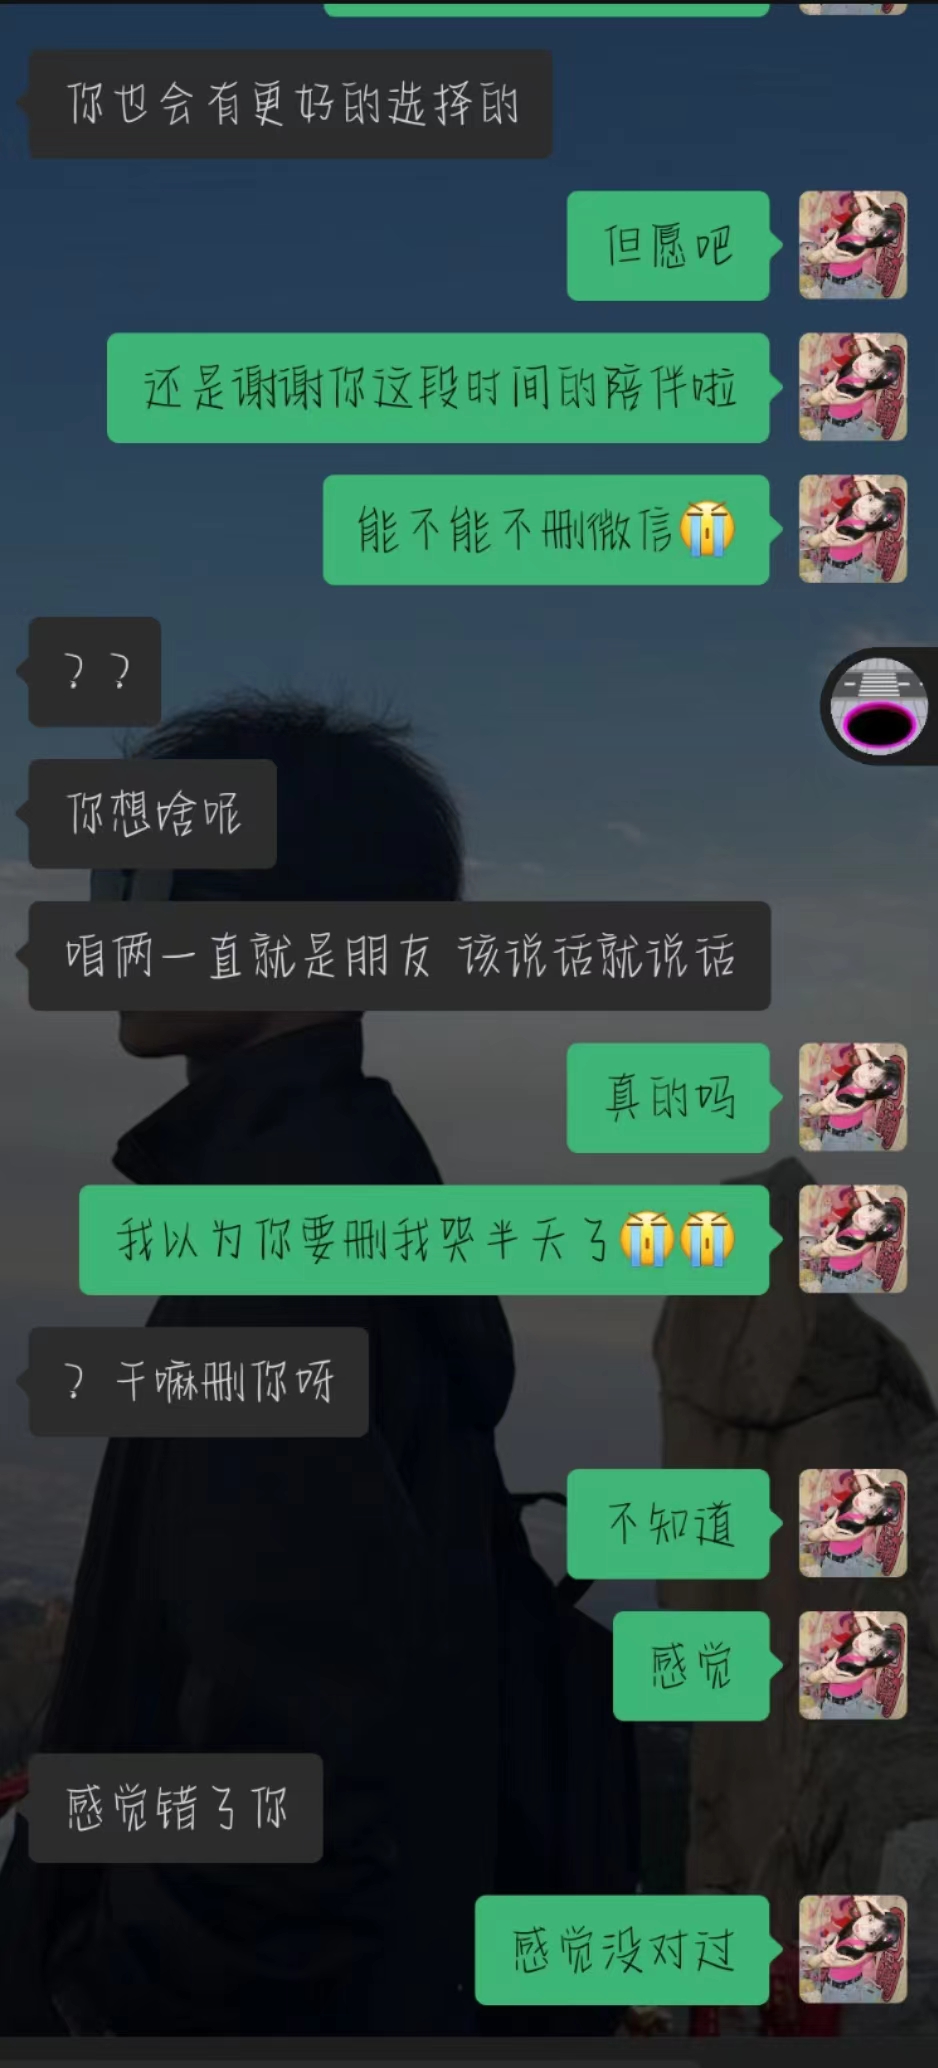 你也会有更好的选择的
但愿吧
还是谢谢你这段时间的陪伴啦
能不能不删微信😭
？？
你想啥呢
咱俩一直就是朋友 该说话就说话
真的吗
我以为你要删我哭半天了😭😭
？干嘛删你呀
不知道
感觉
感觉错了你
感觉没对过